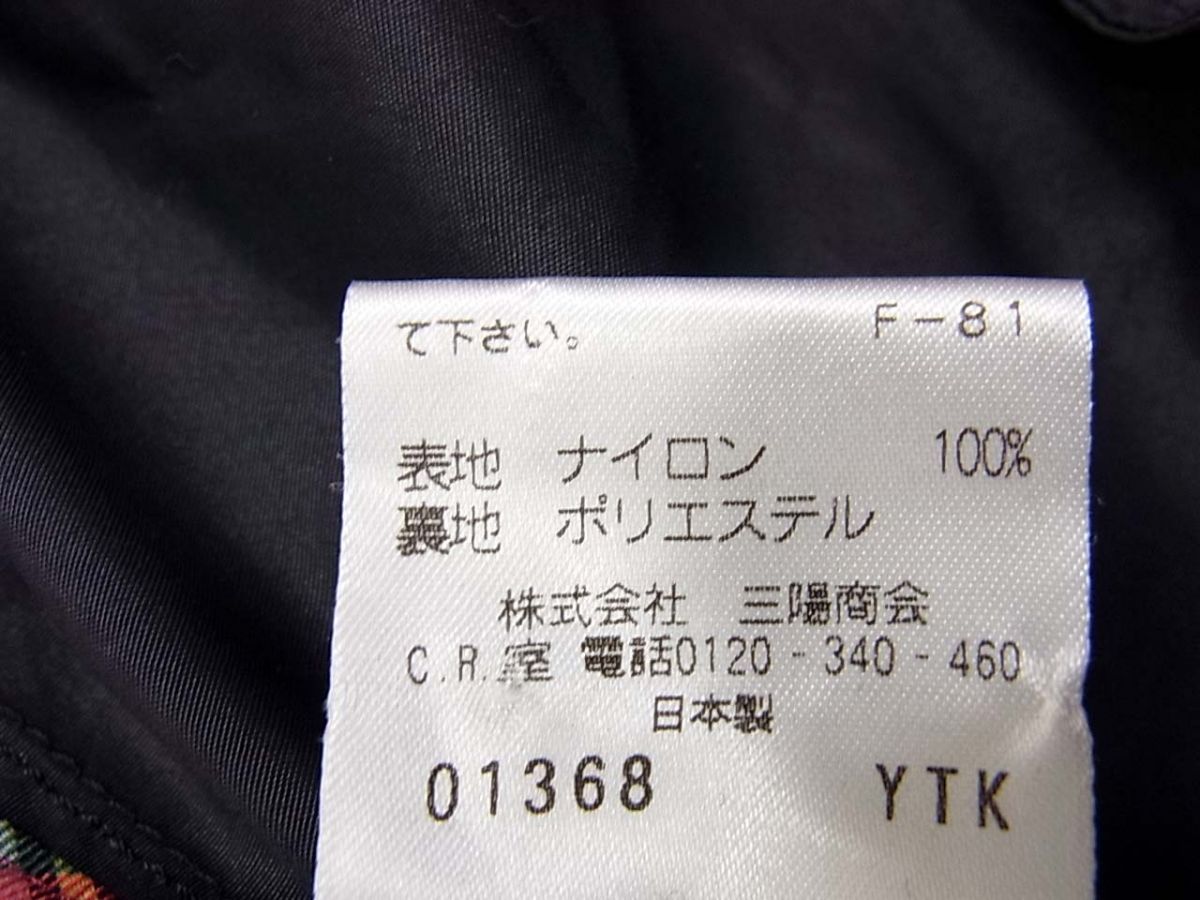 て下さい。 F-81
表地 ナイロン 100%
裏地 ポリエステル
株式会社 三陽商会
C.R.室 電話0120-340-460
日本製
01368 YTK